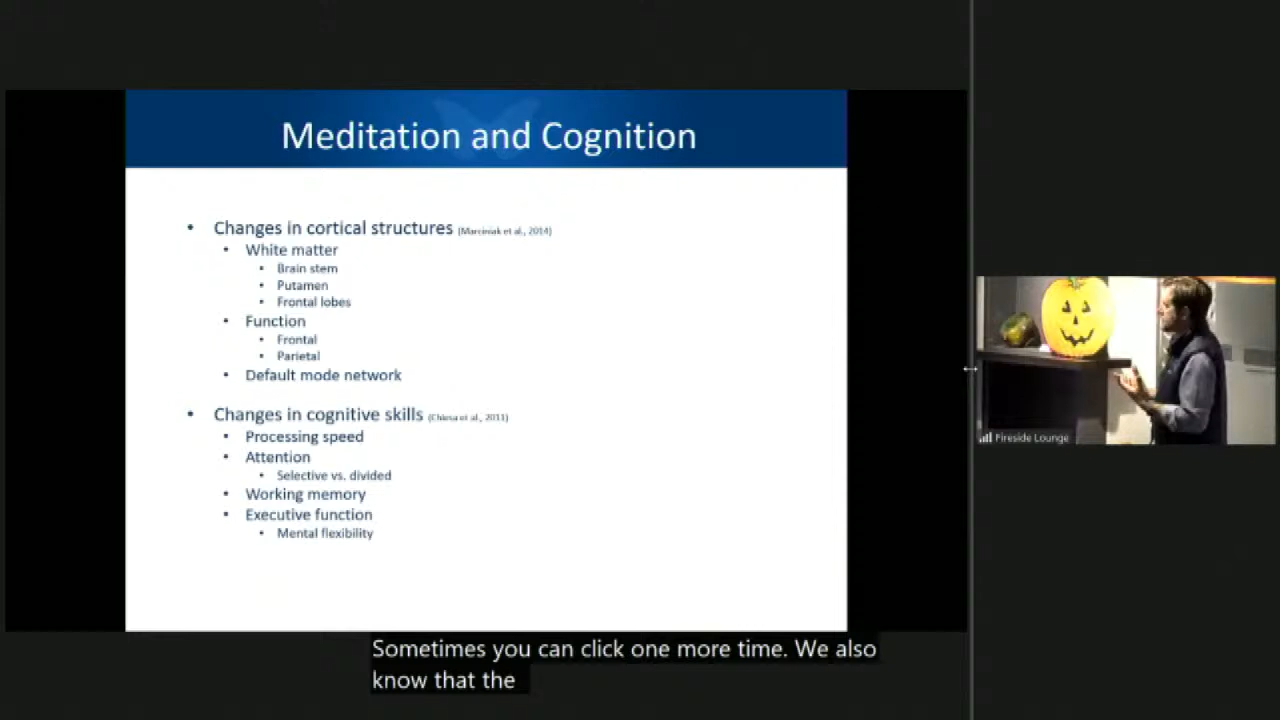 Meditation and Cognition
• Changes in cortical structures (Marciniak et al., 2014)
• White matter
• Brain stem
• Putamen
• Frontal lobes
• Function
• Frontal
• Parietal
• Default mode network
• Changes in cognitive skills (Chiesa et al., 2011)
• Processing speed
• Attention
• Selective vs. divided
• Working memory
• Executive function
• Mental flexibility
Fireside Lounge
Sometimes you can click one more time. We also
know that the